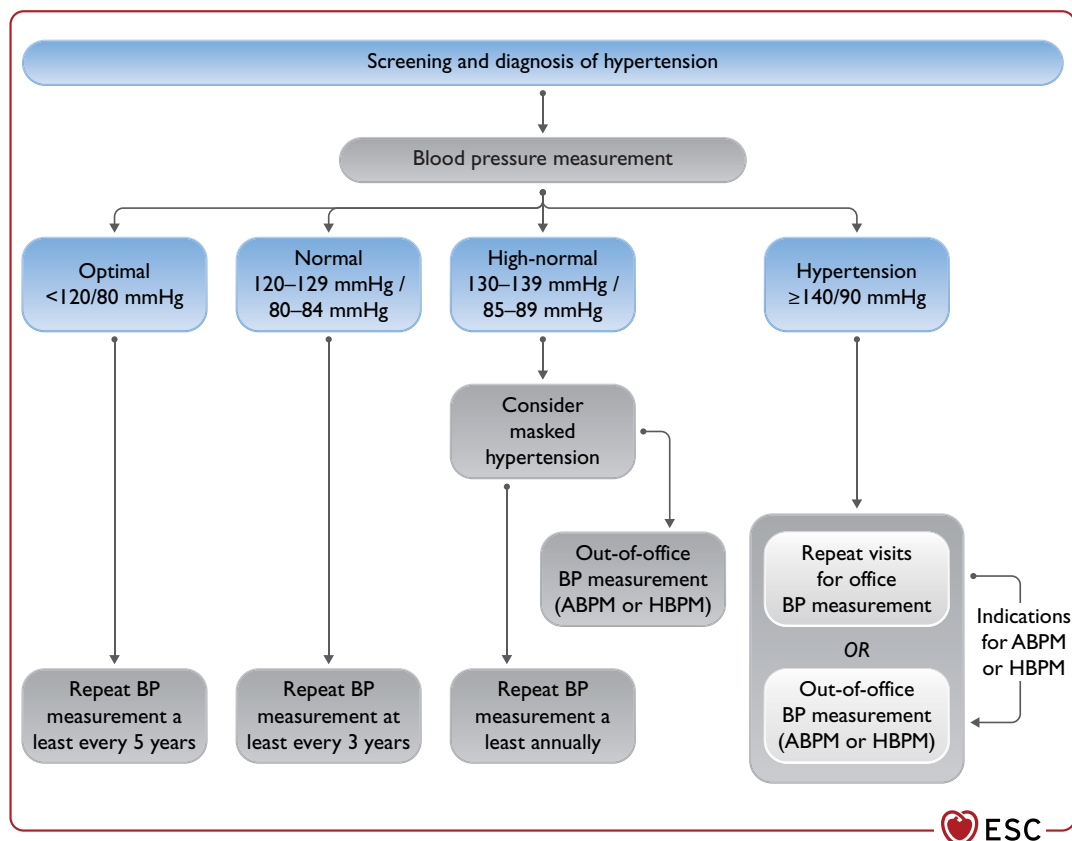 Screening and diagnosis of hypertension
Blood pressure measurement
Optimal
<120/80 mmHg
Normal
120–129 mmHg /
80–84 mmHg
High-normal
130–139 mmHg /
85–89 mmHg
Hypertension
≥140/90 mmHg
Consider
masked
hypertension
Out-of-office
BP measurement
(ABPM or HBPM)
Repeat visits
for office
BP measurement
OR
Out-of-office
BP measurement
(ABPM or HBPM)
Indications
for ABPM
or HBPM
Repeat BP
measurement a
least every 5 years
Repeat BP
measurement at
least every 3 years
Repeat BP
measurement a
least annually
ESC